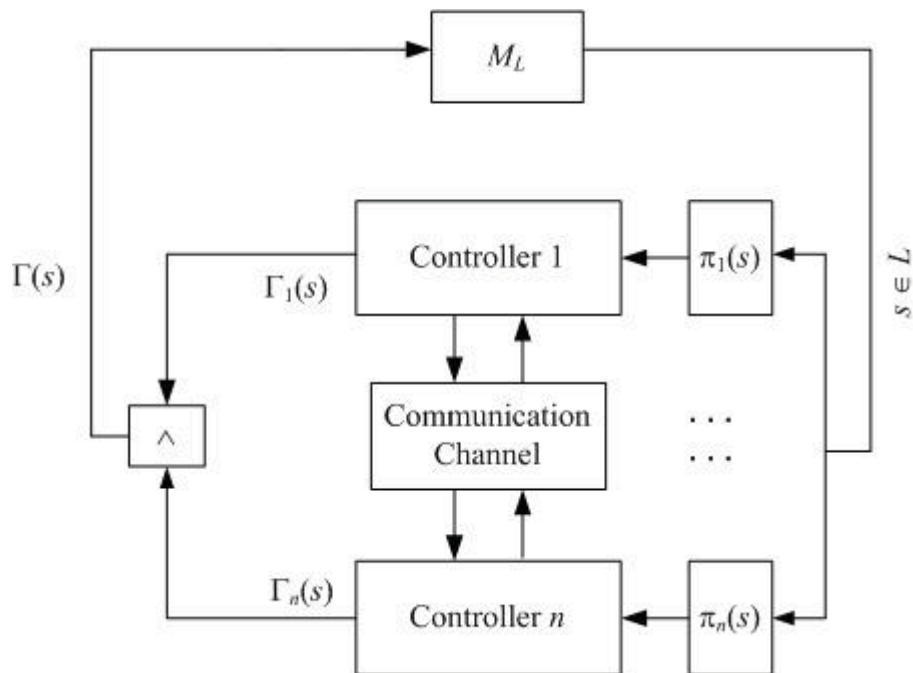 M_L
Γ(s)
Controller 1
π₁(s)
s ∈ L
Γ₁(s)
Communication
Channel
. . .
. . .
∧
Γₙ(s)
Controller n
πₙ(s)